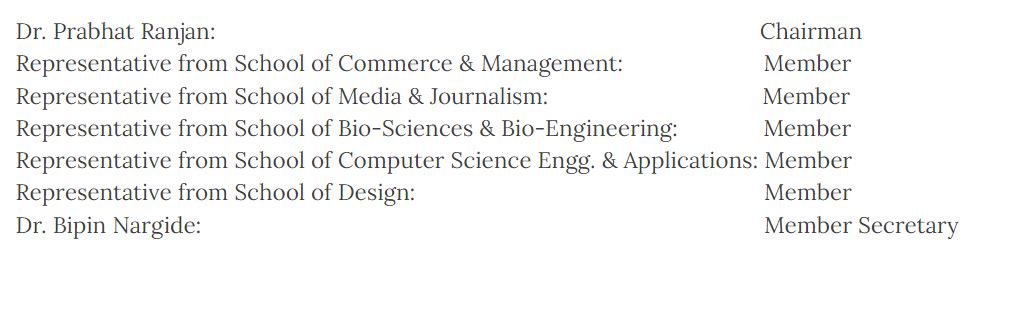 Dr. Prabhat Ranjan: Chairman
Representative from School of Commerce & Management: Member
Representative from School of Media & Journalism: Member
Representative from School of Bio-Sciences & Bio-Engineering: Member
Representative from School of Computer Science Engg. & Applications: Member
Representative from School of Design: Member
Dr. Bipin Nargide: Member Secretary